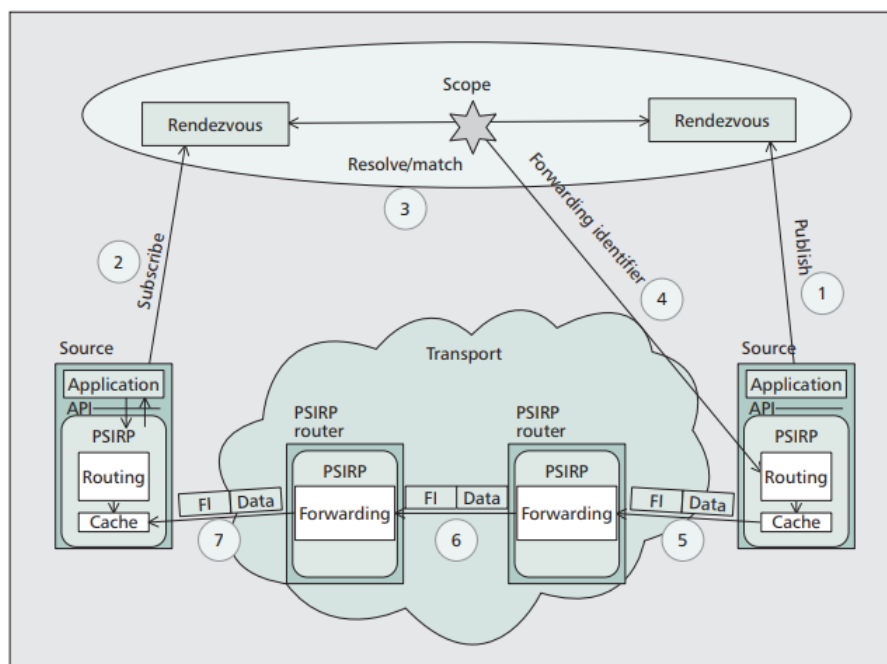 Scope
Rendezvous
Rendezvous
Resolve/match
3
Forwarding identifier
2
Subscribe
4
Publish
1
Source
Transport
Source
Application
API
PSIRP
Routing
Cache
PSIRP
router
PSIRP
Forwarding
PSIRP
router
PSIRP
Forwarding
Application
API
PSIRP
Routing
Cache
FI Data
FI Data
FI Data
7
6
5